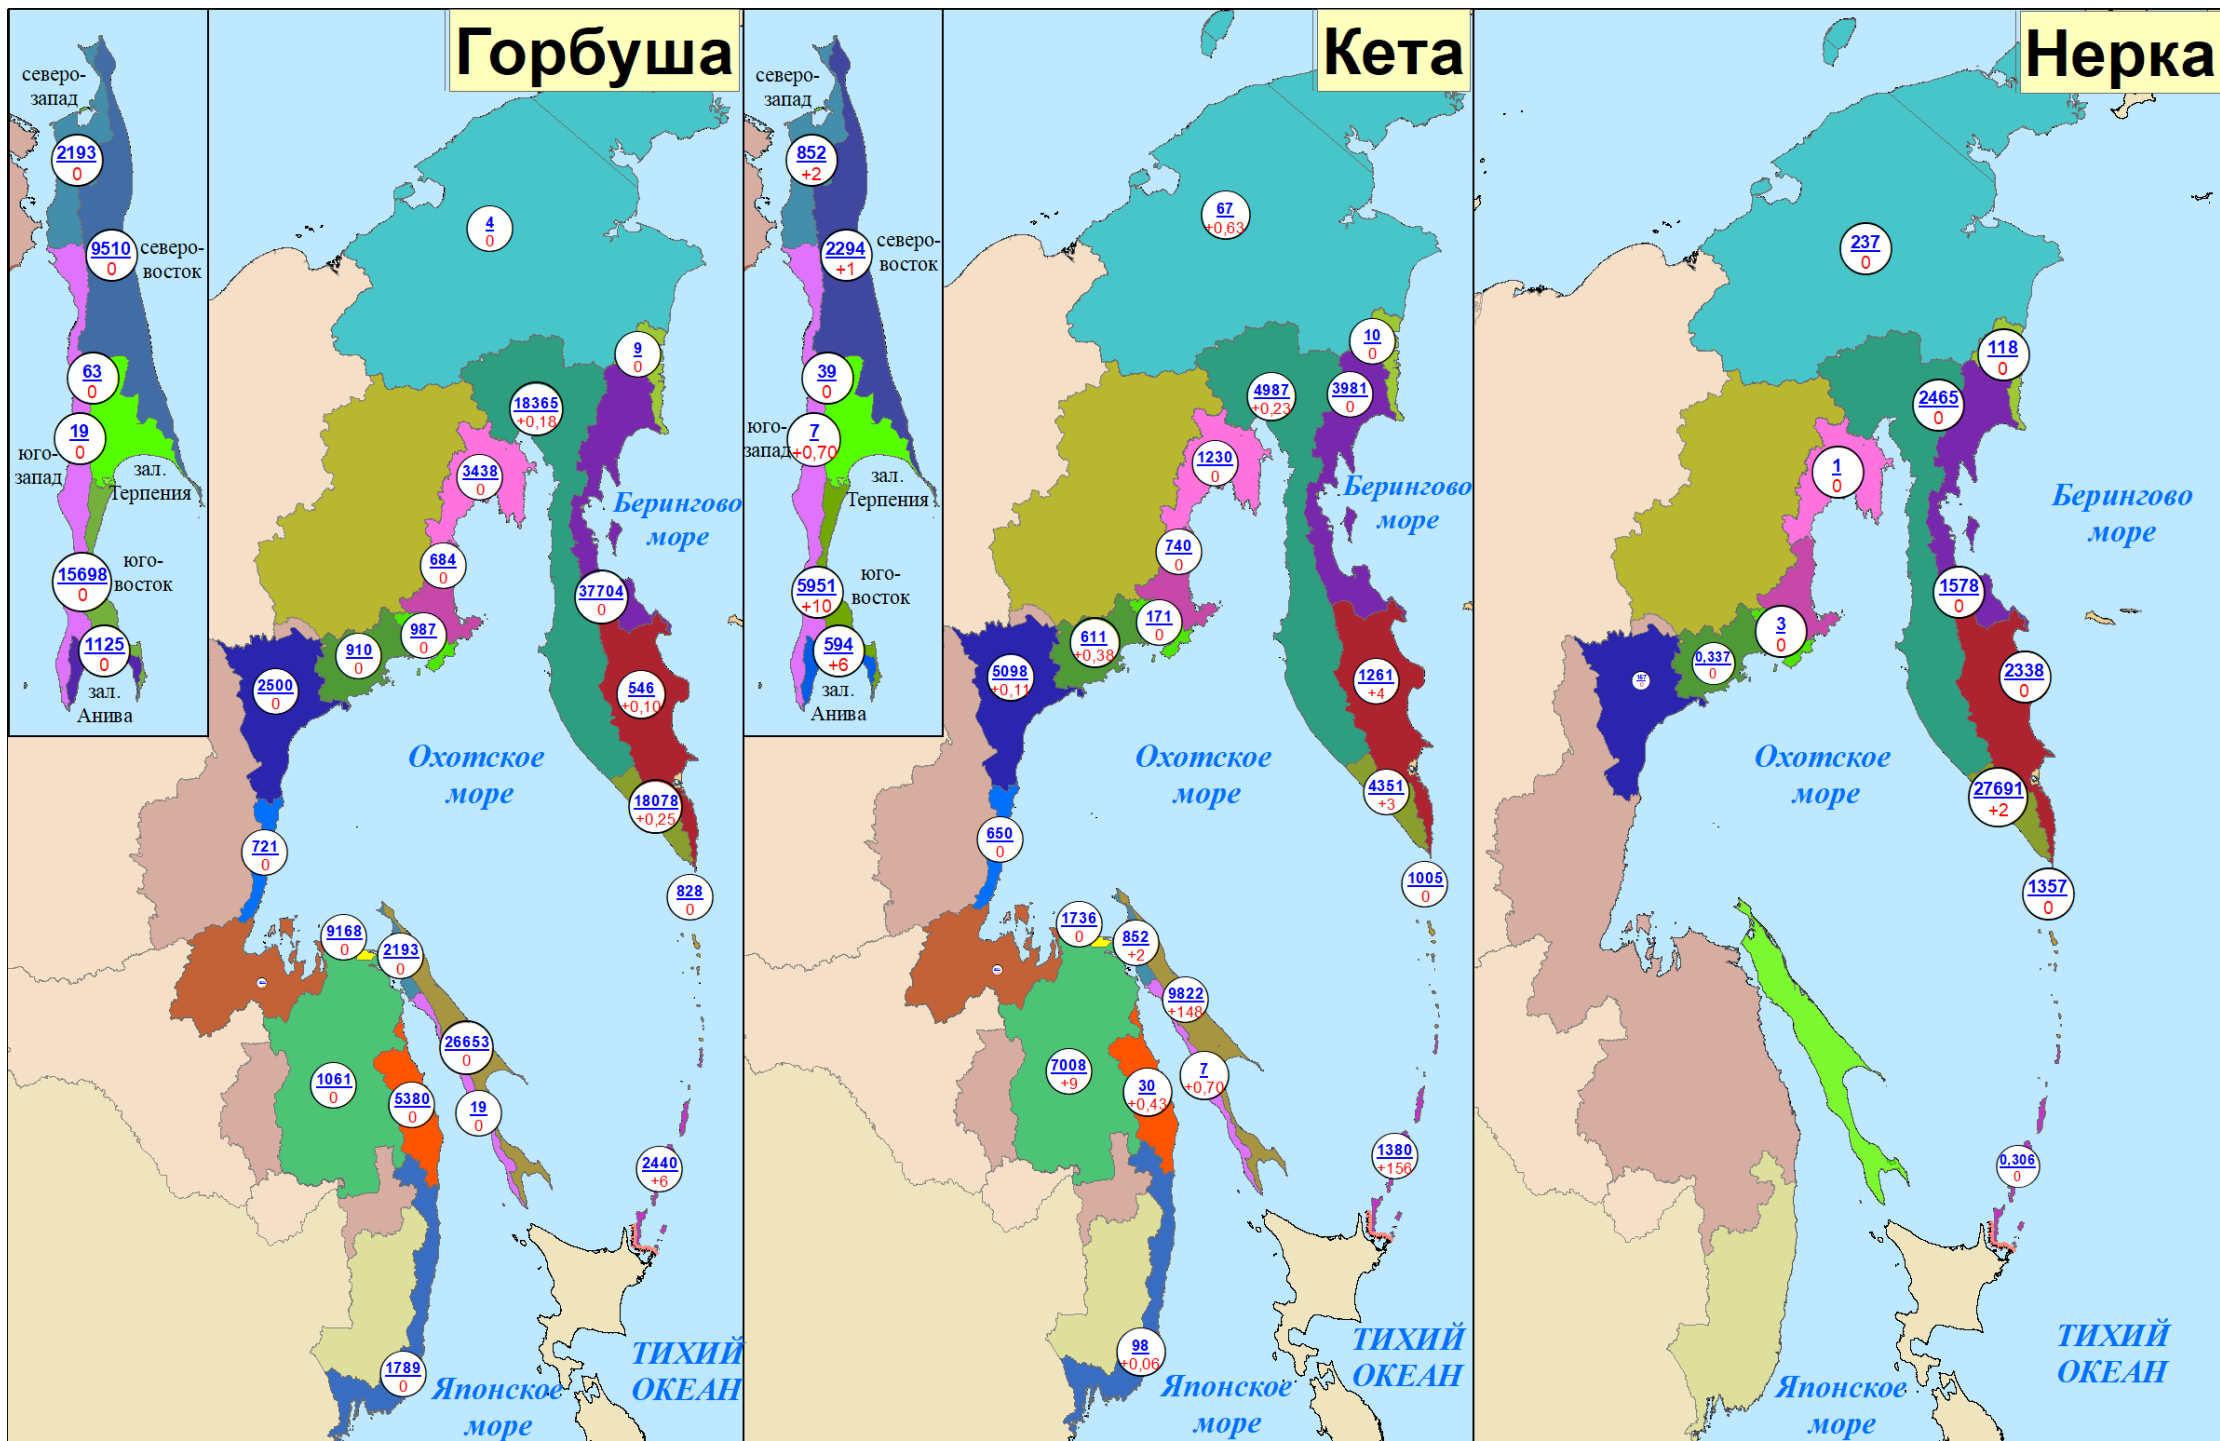 Горбуша
северо-
запад
2193
0
9510
0
северо-
восток
63
0
19
0
юго-
запад
зал.
Терпения
юго-
восток
15698
0
1125
0
зал.
Анива
4
0
9
0
18365
+0,18
3438
0
Берингово
море
684
0
37704
0
987
0
910
0
2500
0
546
+0,10
Охотское
море
18078
+0,25
721
0
828
0
9168
0
2193
0
26653
0
1061
0
5380
0
19
0
2440
+6
ТИХИЙ
ОКЕАН
1789
0
Японское
море
Кета
северо-
запад
852
+2
2294
+1
северо-
восток
39
0
7
+0,70
юго-
запад
зал.
Терпения
юго-
восток
5951
+10
594
+6
зал.
Анива
67
+0,63
10
0
4987
+0,23
3981
0
1230
0
Берингово
море
740
0
171
0
611
+0,38
5098
+0,11
1261
+4
Охотское
море
4351
+3
650
0
1005
0
1736
0
852
+2
9822
+148
7008
+9
30
+0,43
7
+0,70
1380
+156
ТИХИЙ
ОКЕАН
98
+0,06
Японское
море
Нерка
237
0
118
0
2465
0
1
0
Берингово
море
1578
0
3
0
0,337
0
167
0
2338
0
Охотское
море
27691
+2
1357
0
0,306
0
ТИХИЙ
ОКЕАН
Японское
море